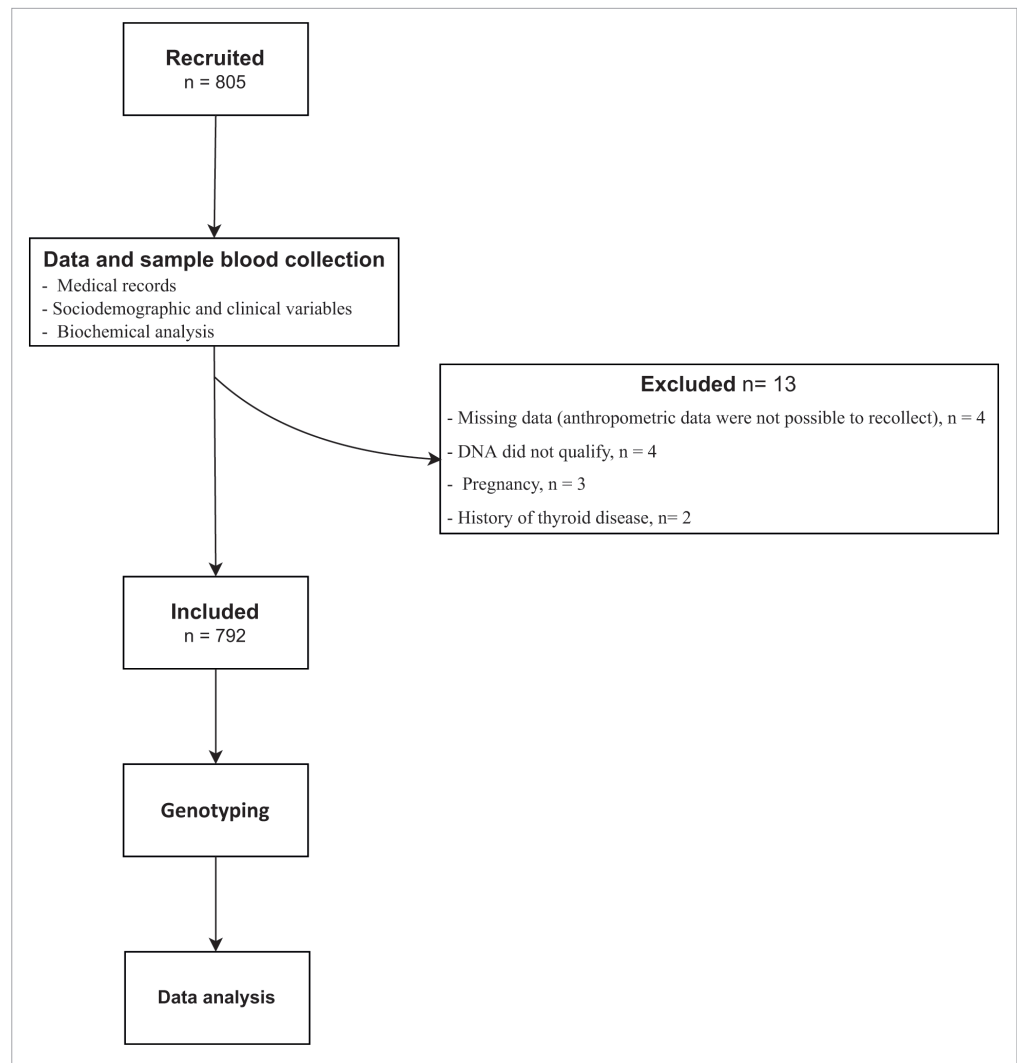 Recruited
n = 805
Data and sample blood collection
- Medical records
- Sociodemographic and clinical variables
- Biochemical analysis
Excluded n= 13
- Missing data (anthropometric data were not possible to recollect), n = 4
- DNA did not qualify, n = 4
- Pregnancy, n = 3
- History of thyroid disease, n= 2
Included
n = 792
Genotyping
Data analysis